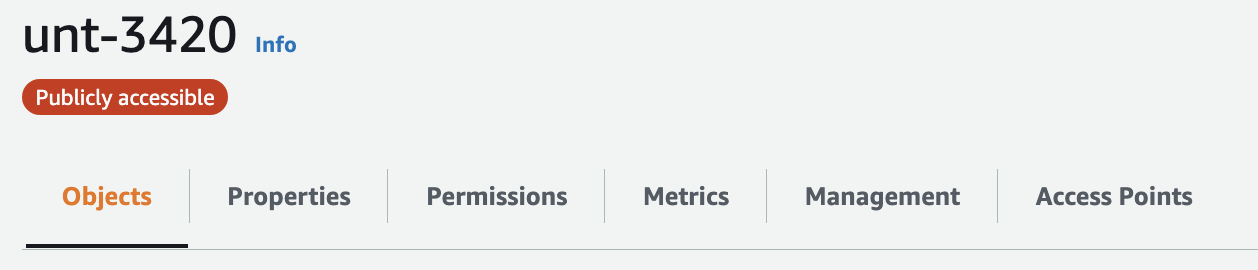 unt-3420 Info
Publicly accessible
Objects Properties Permissions Metrics Management Access Points